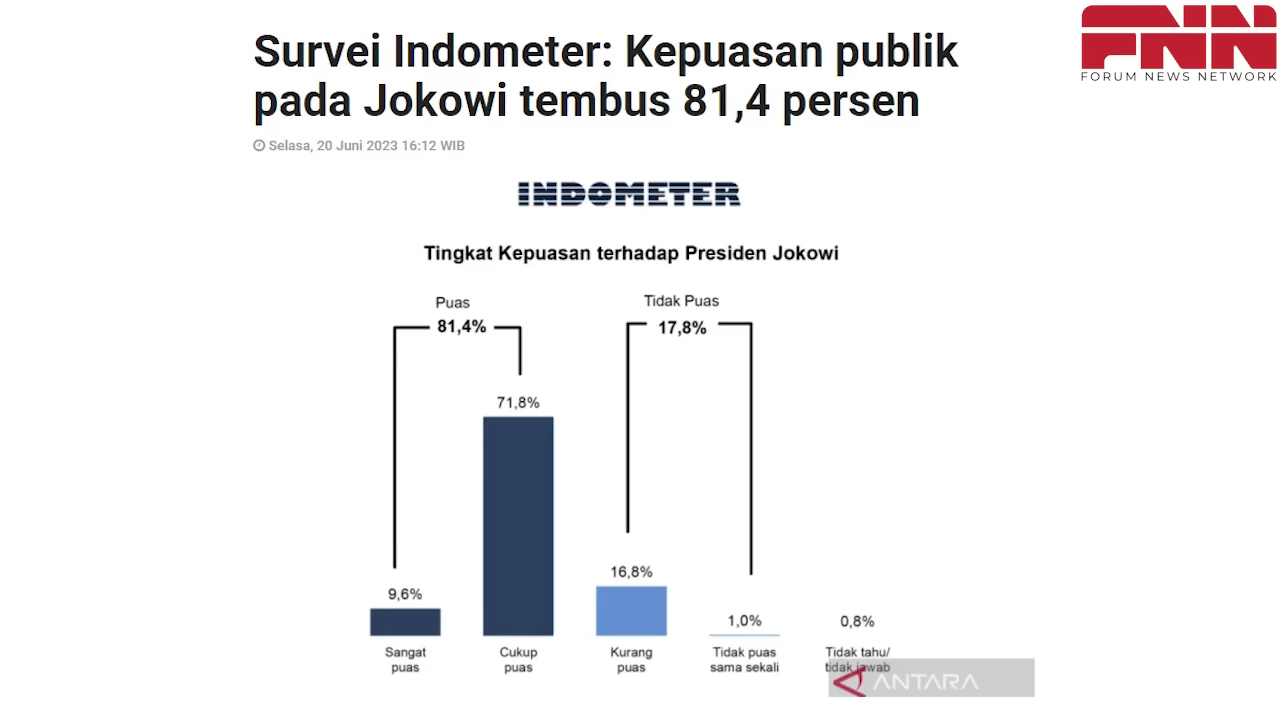 FNN
FORUM NEWS NETWORK
Survei Indometer: Kepuasan publik
pada Jokowi tembus 81,4 persen
Selasa, 20 Juni 2023 16:12 WIB
INDOMETER
Tingkat Kepuasan terhadap Presiden Jokowi
Puas
81,4%
Tidak Puas
17,8%
71,8%
9,6%
16,8%
1,0%
0,8%
Sangat
puas
Cukup
puas
Kurang
puas
Tidak puas
sama sekali
Tidak tahu/
tidak jawab
ANTARA